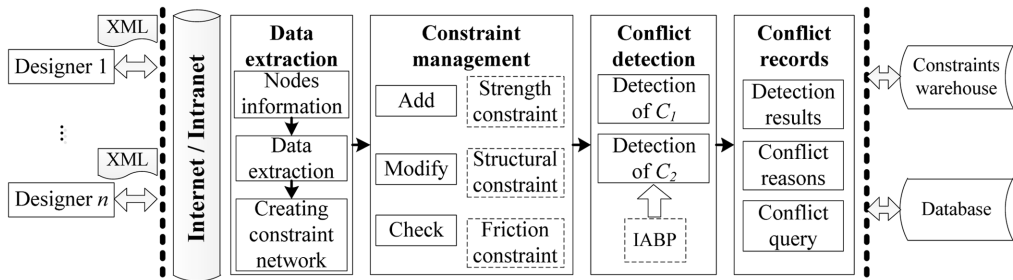 XML
Designer 1
...
XML
Designer n
Internet / Intranet
Data
extraction
Nodes
information
Data
extraction
Creating
constraint
network
Constraint
management
Add
Strength
constraint
Modify
Structural
constraint
Check
Friction
constraint
Conflict
detection
Detection
of C1
Detection
of C2
IABP
Conflict
records
Detection
results
Conflict
reasons
Conflict
query
Constraints
warehouse
Database